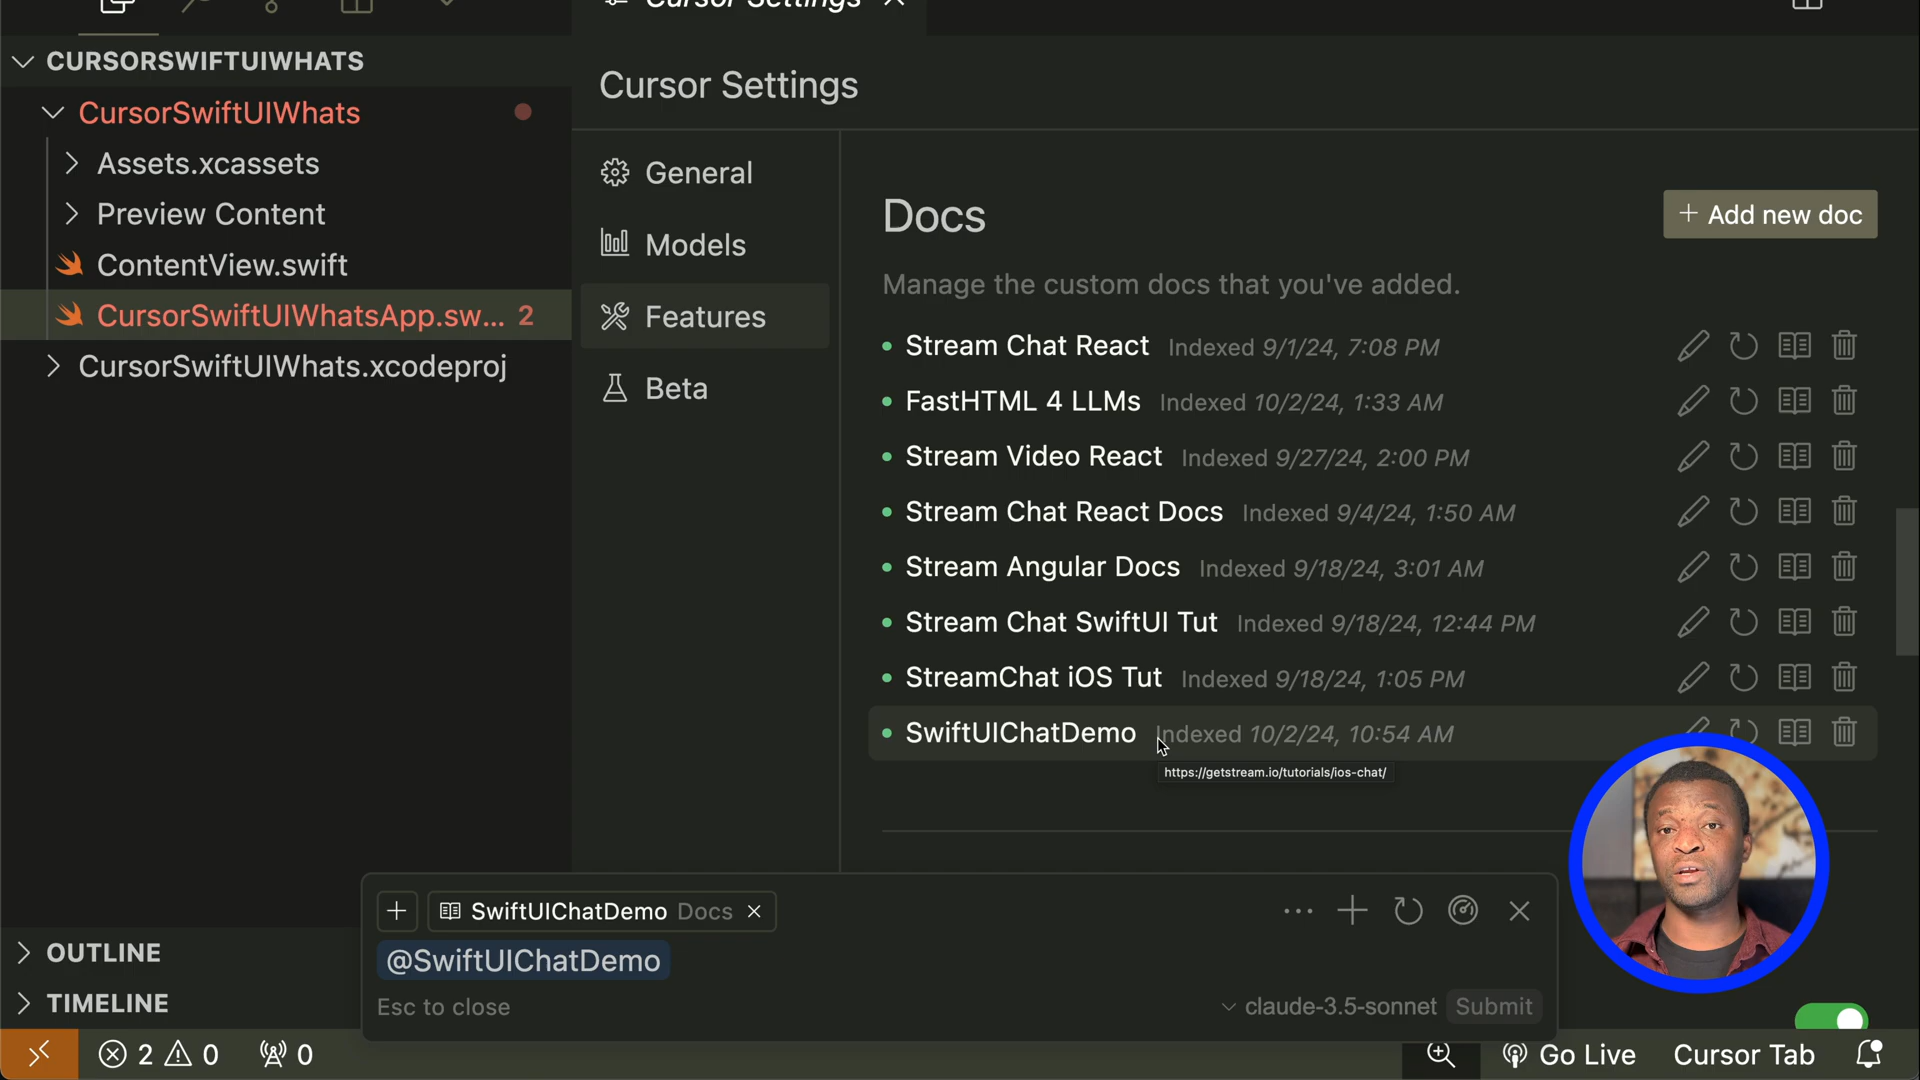 Cursor Settings
CURSORSWIFTUIWHATS
CursorSwiftUIWhats
Assets.xcassets
Preview Content
ContentView.swift
CursorSwiftUIWhatsApp.sw... 2
CursorSwiftUIWhats.xcodeproj
OUTLINE
TIMELINE
Cursor Settings
General
Models
Features
Beta
Docs
+ Add new doc
Manage the custom docs that you've added.
Stream Chat React Indexed 9/1/24, 7:08 PM
FastHTML 4 LLMs Indexed 10/2/24, 1:33 AM
Stream Video React Indexed 9/27/24, 2:00 PM
Stream Chat React Docs Indexed 9/4/24, 1:50 AM
Stream Angular Docs Indexed 9/18/24, 3:01 AM
Stream Chat SwiftUI Tut Indexed 9/18/24, 12:44 PM
StreamChat iOS Tut Indexed 9/18/24, 1:05 PM
SwiftUIChatDemo Indexed 10/2/24, 10:54 AM
https://getstream.io/tutorials/ios-chat/
SwiftUIChatDemo Docs
@SwiftUIChatDemo
Esc to close
claude-3.5-sonnet Submit
2 0 0
Go Live Cursor Tab